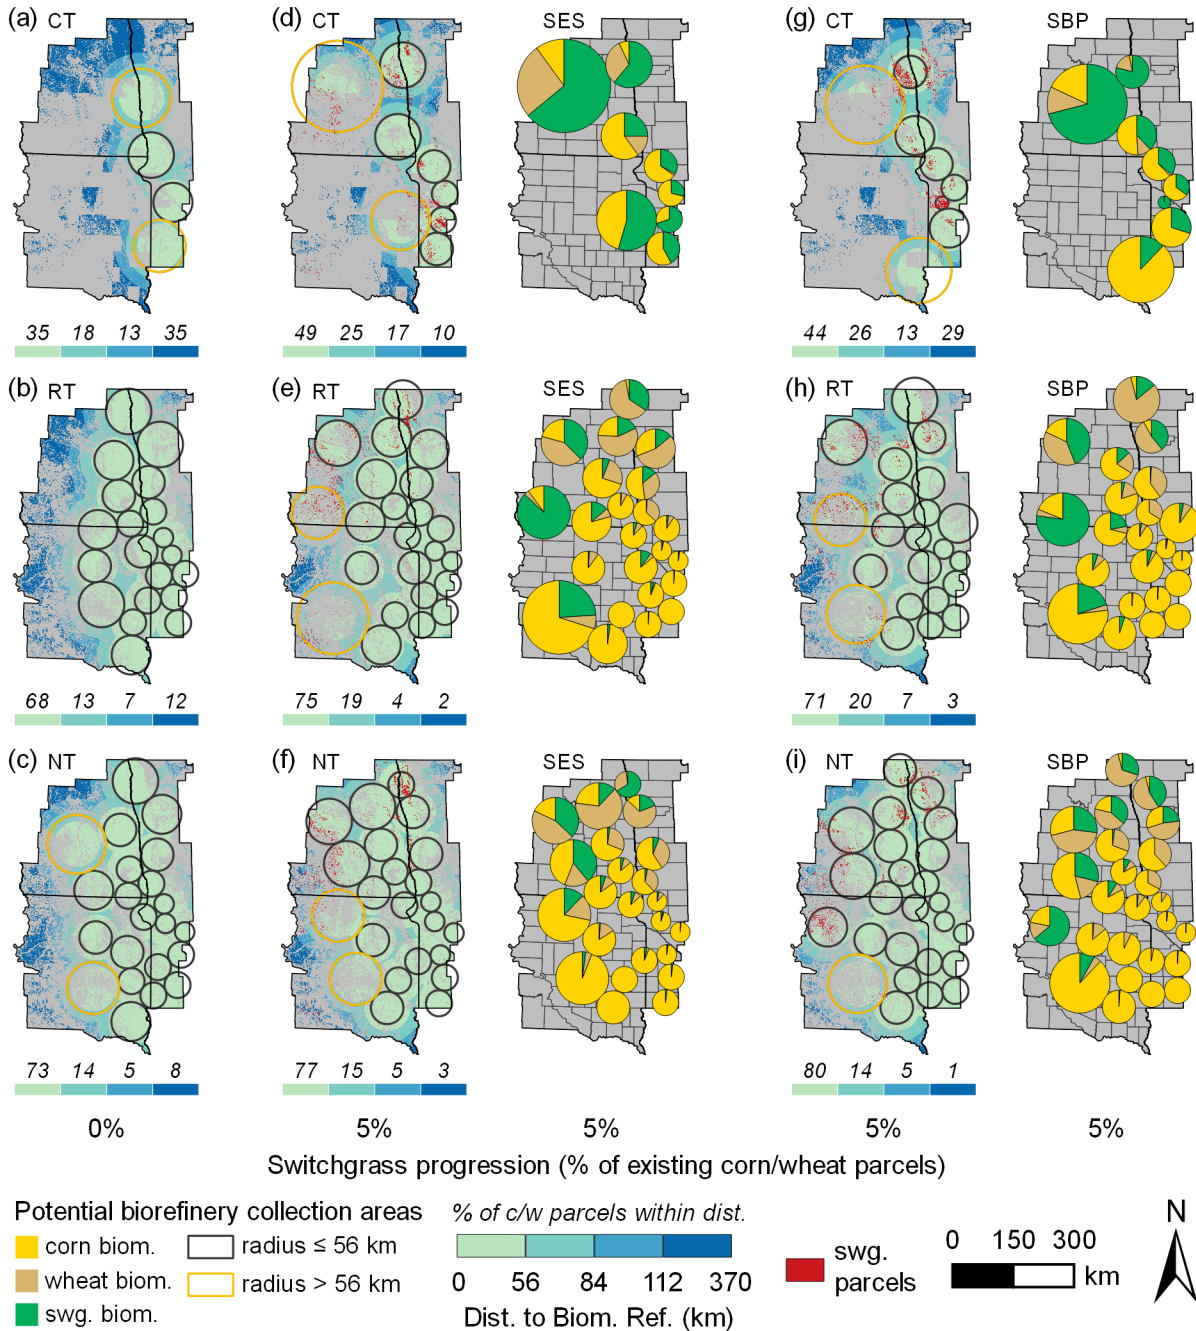 (a) CT
(d) CT
SES
(g) CT
SBP
35 18 13 35
49 25 17 10
44 26 13 29
(b) RT
(e) RT
SES
(h) RT
SBP
68 13 7 12
75 19 4 2
71 20 7 3
(c) NT
(f) NT
SES
(i) NT
SBP
73 14 5 8
77 15 5 3
80 14 5 1
0% 5% 5% 5% 5%
Switchgrass progression (% of existing corn/wheat parcels)
Potential biorefinery collection areas
corn biom.
wheat biom.
swg. biom.
radius ≤ 56 km
radius > 56 km
% of c/w parcels within dist.
0 56 84 112 370
Dist. to Biom. Ref. (km)
swg.
parcels
0 150 300
km
N